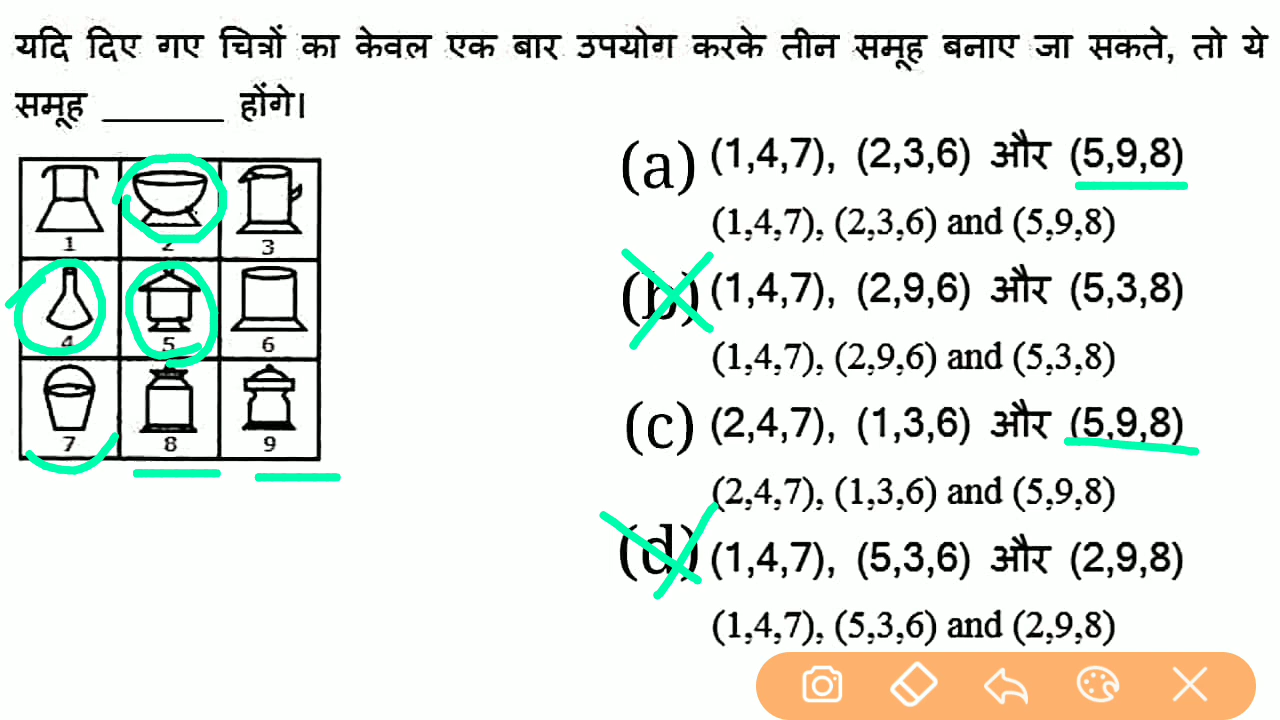 यदि दिए गए चित्रों का केवल एक बार उपयोग करके तीन समूह बनाए जा सकते, तो ये
समूह ________ होंगे।
1 2 3
4 5 6
7 8 9
(a) (1,4,7), (2,3,6) और (5,9,8)
(1,4,7), (2,3,6) and (5,9,8)
(b) (1,4,7), (2,9,6) और (5,3,8)
(1,4,7), (2,9,6) and (5,3,8)
(c) (2,4,7), (1,3,6) और (5,9,8)
(2,4,7), (1,3,6) and (5,9,8)
(d) (1,4,7), (5,3,6) और (2,9,8)
(1,4,7), (5,3,6) and (2,9,8)